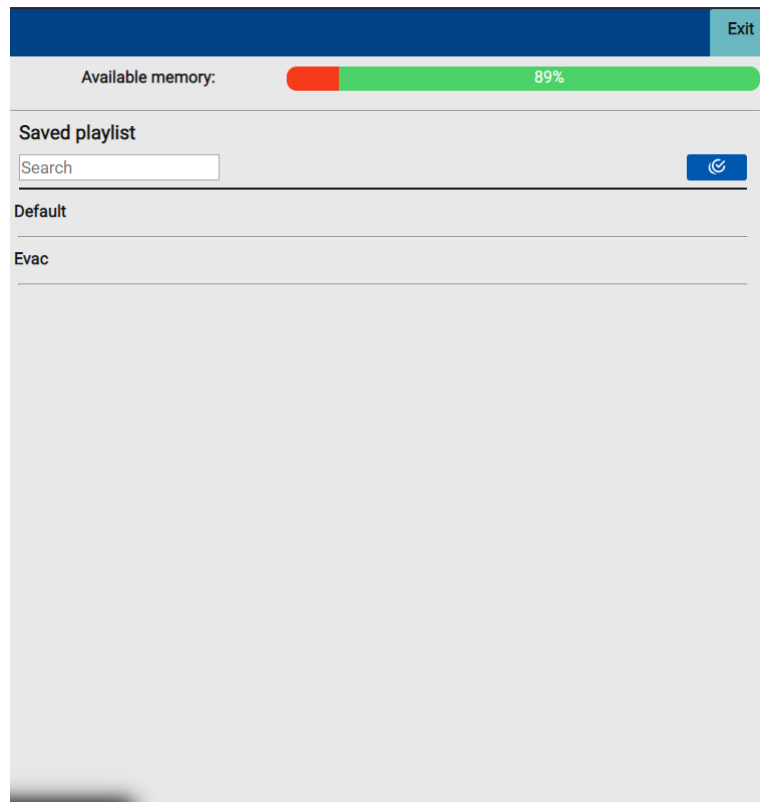 Exit
Available memory: 89%
Saved playlist
Search
Default
Evac